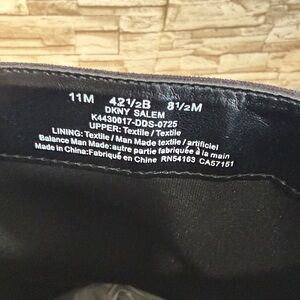 11M 42½B 8½M
DKNY SALEM
K4430017-DDS-0725
UPPER: Textile / Textile
LINING: Textile / Man Made textile / artificiel
Balance Man Made: autre partie fabriquée à la main
Made in China: Fabriqué en Chine RN54163 CA57151